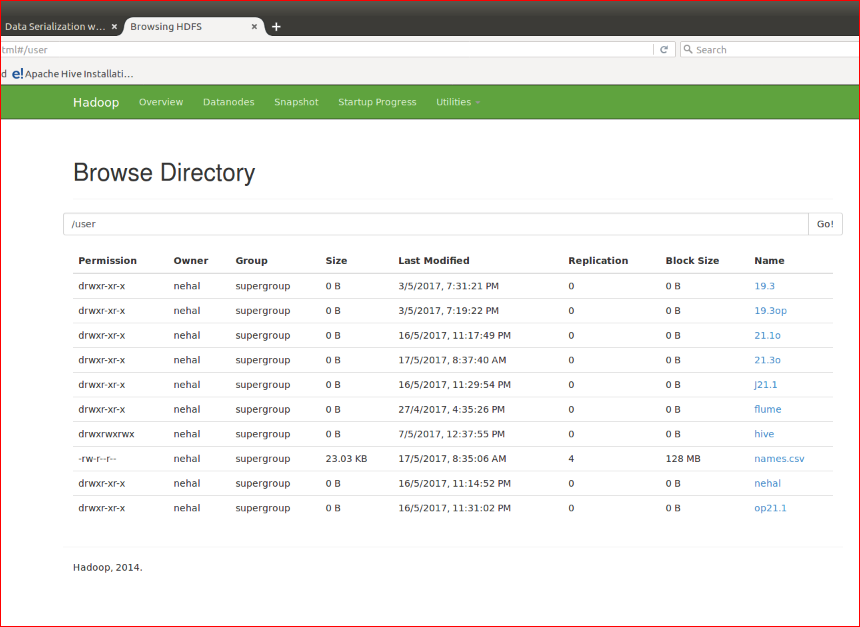 Data Serialization w... × Browsing HDFS × +
tml#/user Search
d e! Apache Hive Installati...
Hadoop Overview Datanodes Snapshot Startup Progress Utilities
Browse Directory
/user Go!
Permission Owner Group Size Last Modified Replication Block Size Name
drwxr-xr-x nehal supergroup 0 B 3/5/2017, 7:31:21 PM 0 0 B 19.3
drwxr-xr-x nehal supergroup 0 B 3/5/2017, 7:19:22 PM 0 0 B 19.3op
drwxr-xr-x nehal supergroup 0 B 16/5/2017, 11:17:49 PM 0 0 B 21.1o
drwxr-xr-x nehal supergroup 0 B 17/5/2017, 8:37:40 AM 0 0 B 21.3o
drwxr-xr-x nehal supergroup 0 B 16/5/2017, 11:29:54 PM 0 0 B J21.1
drwxr-xr-x nehal supergroup 0 B 27/4/2017, 4:35:26 PM 0 0 B flume
drwxrwxrwx nehal supergroup 0 B 7/5/2017, 12:37:55 PM 0 0 B hive
-rw-r--r-- nehal supergroup 23.03 KB 17/5/2017, 8:35:06 AM 4 128 MB names.csv
drwxr-xr-x nehal supergroup 0 B 16/5/2017, 11:14:52 PM 0 0 B nehal
drwxr-xr-x nehal supergroup 0 B 16/5/2017, 11:31:02 PM 0 0 B op21.1
Hadoop, 2014.